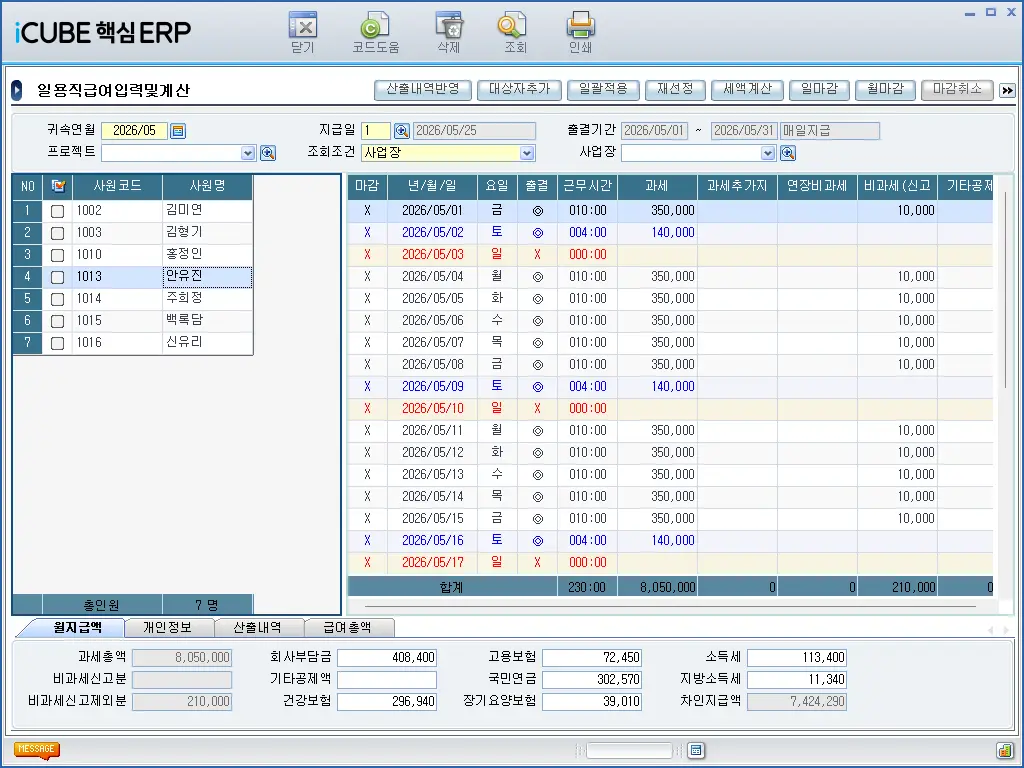 iCUBE 핵심ERP
닫기 코드도움 삭제 조회 인쇄
일용직급여입력및계산 산출내역반영 대상자추가 일괄적용 재선정 세액계산 일마감 월마감 마감취소
귀속연월 2026/05 지급일 1 2026/05/25 출결기간 2026/05/01 ~ 2026/05/31 매일지급
프로젝트 조회조건 사업장 사업장
NO 사원코드 사원명
1 1002 김미연
2 1003 김형기
3 1010 홍정인
4 1013 안유진
5 1014 주희정
6 1015 백록담
7 1016 신유리
총인원 7 명
마감 년/월/일 요일 출결 근무시간 과세 과세추가지 연장비과세 비과세(신고 기타공제
X 2026/05/01 금 ◎ 010:00 350,000 10,000
X 2026/05/02 토 ◎ 004:00 140,000
X 2026/05/03 일 X 000:00
X 2026/05/04 월 ◎ 010:00 350,000 10,000
X 2026/05/05 화 ◎ 010:00 350,000 10,000
X 2026/05/06 수 ◎ 010:00 350,000 10,000
X 2026/05/07 목 ◎ 010:00 350,000 10,000
X 2026/05/08 금 ◎ 010:00 350,000 10,000
X 2026/05/09 토 ◎ 004:00 140,000
X 2026/05/10 일 X 000:00
X 2026/05/11 월 ◎ 010:00 350,000 10,000
X 2026/05/12 화 ◎ 010:00 350,000 10,000
X 2026/05/13 수 ◎ 010:00 350,000 10,000
X 2026/05/14 목 ◎ 010:00 350,000 10,000
X 2026/05/15 금 ◎ 010:00 350,000 10,000
X 2026/05/16 토 ◎ 004:00 140,000
X 2026/05/17 일 X 000:00
합계 230:00 8,050,000 0 0 210,000 0
월지급액 개인정보 산출내역 급여총액
과세총액 8,050,000 회사부담금 408,400 고용보험 72,450 소득세 113,400
비과세신고분 기타공제액 국민연금 302,570 지방소득세 11,340
비과세신고제외분 210,000 건강보험 296,940 장기요양보험 39,010 차인지급액 7,424,290
MESSAGE